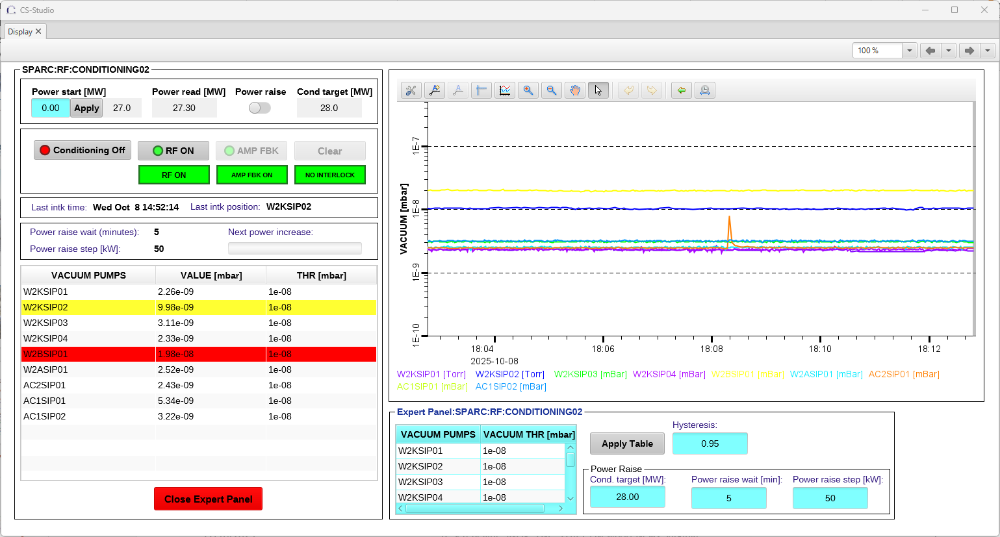 CS-Studio
Display
100 %
SPARC:RF:CONDITIONING02
Power start [MW] Power read [MW] Power raise Cond target [MW]
0.00 Apply 27.0 27.30 28.0
Conditioning Off RF ON AMP FBK Clear
RF ON AMP FBK ON NO INTERLOCK
Last intk time: Wed Oct 8 14:52:14 Last intk position: W2KSIP02
Power raise wait (minutes): 5 Next power increase:
Power raise step [kW]: 50
VACUUM PUMPS VALUE [mbar] THR [mbar]
W2KSIP01 2.26e-09 1e-08
W2KSIP02 9.98e-09 1e-08
W2KSIP03 3.11e-09 1e-08
W2KSIP04 2.33e-09 1e-08
W2BSIP01 1.98e-08 1e-08
W2ASIP01 2.52e-09 1e-08
AC2SIP01 2.43e-09 1e-08
AC1SIP01 5.34e-09 1e-08
AC1SIP02 3.22e-09 1e-08
Close Expert Panel
VACUUM [mbar]
1E-7
1E-8
1E-9
1E-10
18:04 18:06 18:08 18:10 18:12
2025-10-08
W2KSIP01 [Torr] W2KSIP02 [Torr] W2KSIP03 [mBar] W2KSIP04 [mBar] W2BSIP01 [mBar] W2ASIP01 [mBar] AC2SIP01 [mBar]
AC1SIP01 [mBar] AC1SIP02 [mBar]
Expert Panel:SPARC:RF:CONDITIONING02
VACUUM PUMPS VACUUM THR [mbar]
W2KSIP01 1e-08
W2KSIP02 1e-08
W2KSIP03 1e-08
W2KSIP04 1e-08
Apply Table
Hysteresis:
0.95
Power Raise
Cond. target [MW]: Power raise wait [min]: Power raise step [kW]:
28.00 5 50